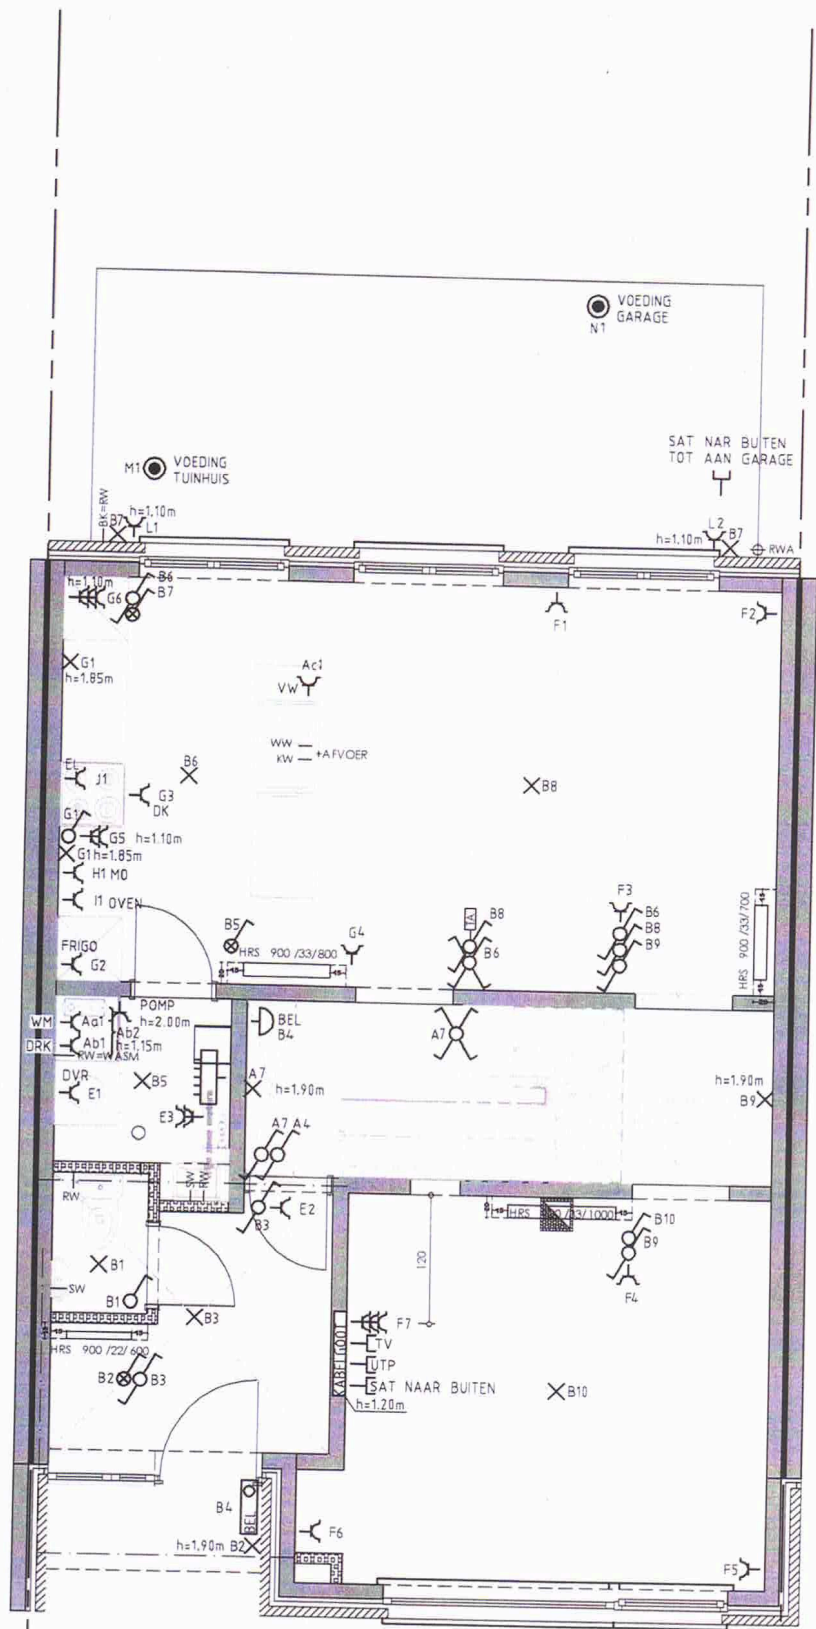 VOEDING
GARAGE
N1
SAT NAR BUITEN
TOT AAN GARAGE
M1
VOEDING
TUINHUIS
BK=RW
h=1.10m
B7
L1
L2
h=1.10m
B7
RWA
h=1.10m
G6
B6
B7
F1
F2
G1
h=1.85m
Ac1
VW
WW
KW
+AFVOER
B6
B8
EL
J1
G3
DK
G1
G5 h=1.10m
G1 h=1.85m
H1 MO
I1 OVEN
FRIGO
G2
B5
HRS 900 /33/800
G4
TA
B8
B6
F3
B6
B8
B9
HRS 900 /33/700
POMP
h=2.00m
WM
Aa1
Ab2
DRK
Ab1
h=1.15m
RW=WASM
DVR
E1
B5
E3
BEL
B4
A7
A7
h=1.90m
h=1.90m
B9
A7 A4
SW
RW
RW
B3
E2
HRS 900 /33/1000
B10
B9
F4
120
B1
SW
B1
B3
HRS 900 /22/600
B2
B3
KABELGOOT
F7
TV
UTP
SAT NAAR BUITEN
h=1.20m
B10
B4
BEL
h=1.90m B2
F6
F5